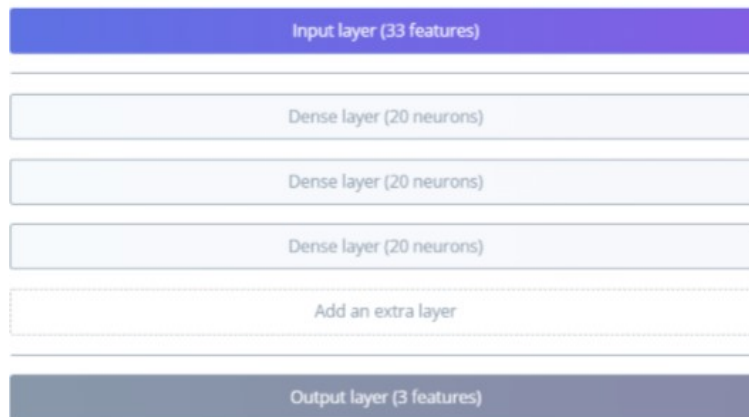 Input layer (33 features)
Dense layer (20 neurons)
Dense layer (20 neurons)
Dense layer (20 neurons)
Add an extra layer
Output layer (3 features)